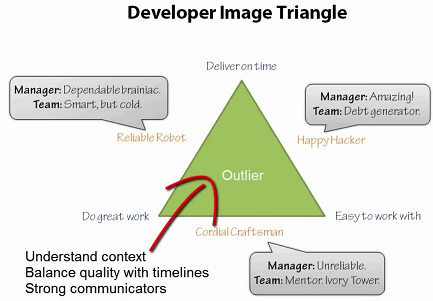 Developer Image Triangle
Deliver on time
Manager: Dependable brainiac.
Team: Smart, but cold.
Manager: Amazing!
Team: Debt generator.
Reliable Robot
Happy Hacker
Outlier
Do great work
Easy to work with
Cordial Craftsman
Understand context
Balance quality with timelines
Strong communicators
Manager: Unreliable.
Team: Mentor. Ivory Tower.